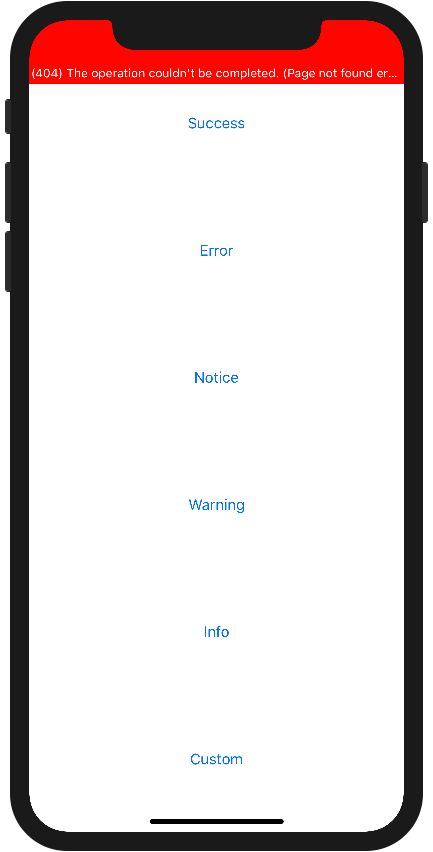 (404) The operation couldn't be completed. (Page not found er...
Success
Error
Notice
Warning
Info
Custom